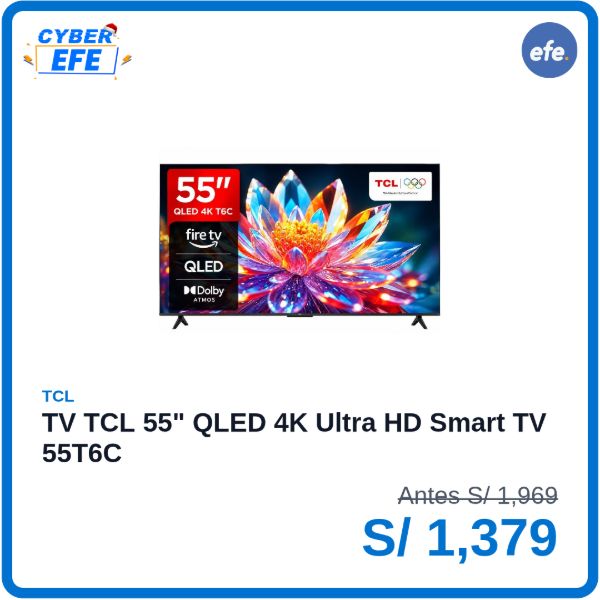 CYBER
EFE
efe.
55"
QLED 4K T6C
fire tv
QLED
Dolby
ATMOS
TCL
TCL
TV TCL 55" QLED 4K Ultra HD Smart TV
55T6C
Antes S/ 1,969
S/ 1,379